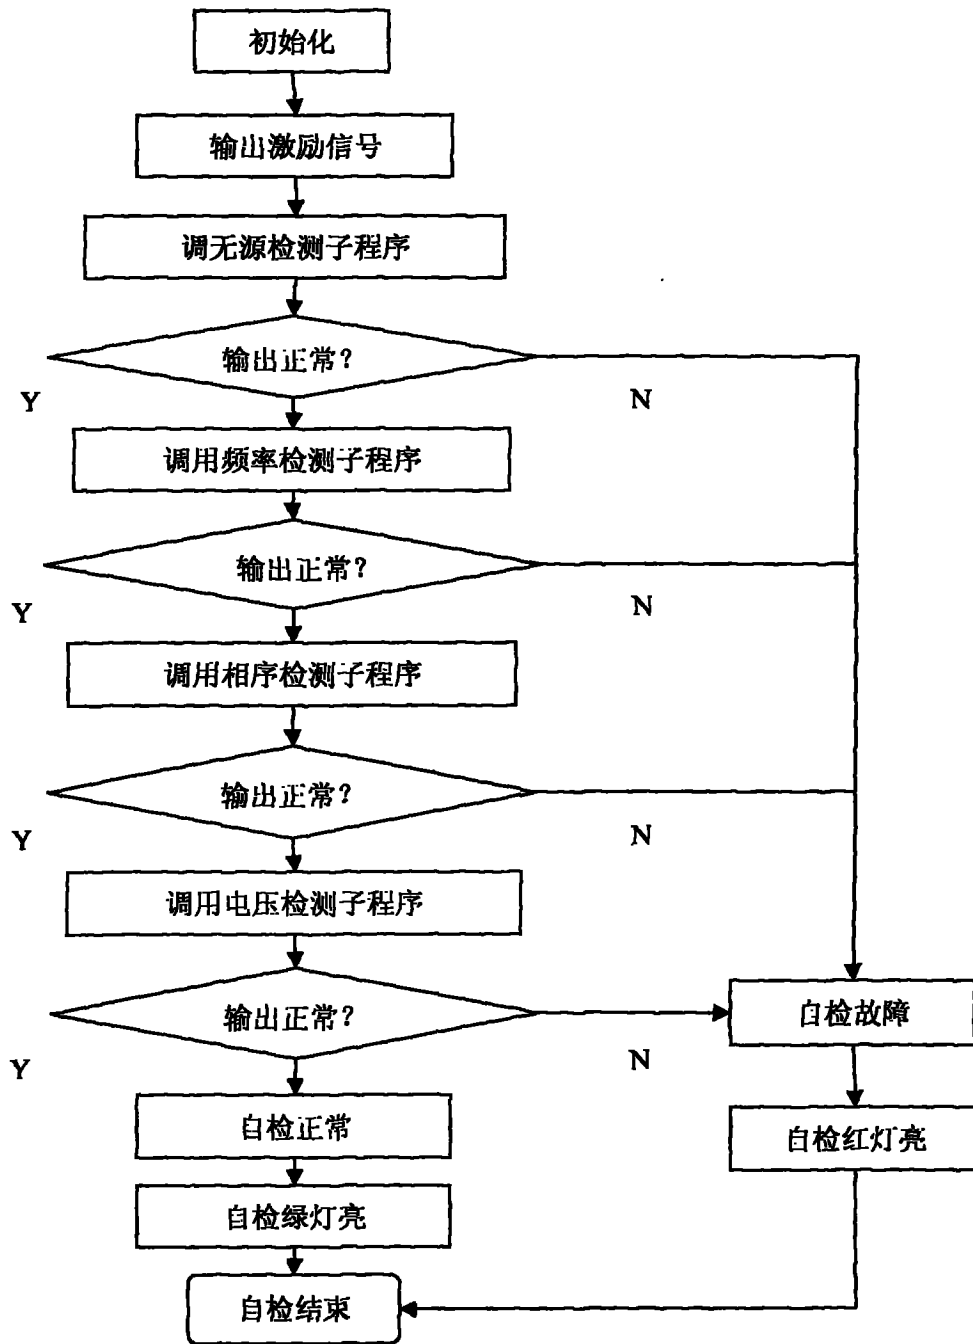 初始化
输出激励信号
调无源检测子程序
输出正常?
Y
N
调用频率检测子程序
输出正常?
Y
N
调用相序检测子程序
输出正常?
Y
N
调用电压检测子程序
输出正常?
Y
N
自检故障
自检正常
自检红灯亮
自检绿灯亮
自检结束